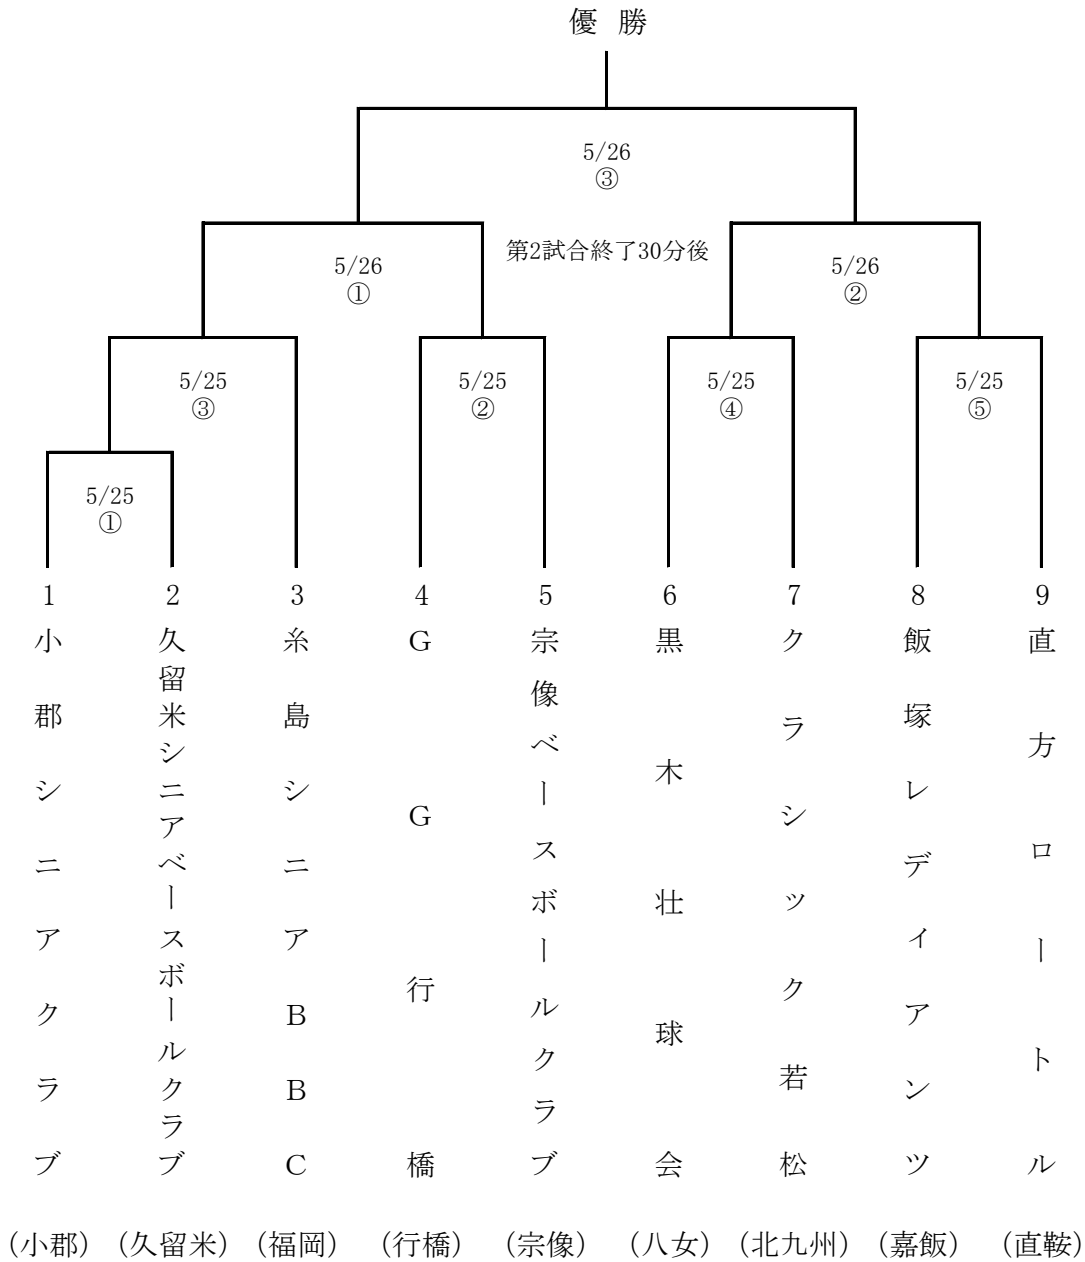 優 勝
5/26
③
第2試合終了30分後
5/26
①
5/26
②
5/25
③
5/25
②
5/25
④
5/25
⑤
5/25
①
1
2
3
4
5
6
7
8
9
小郡シニアクラブ
久留米シニアベースボールクラブ
糸島シニアBBC
GG行橋
宗像ベースボールクラブ
黒木壮球会
クラシック若松
飯塚レディアンツ
直方ロートル
（小郡）
（久留米）
（福岡）
（行橋）
（宗像）
（八女）
（北九州）
（嘉飯）
（直鞍）